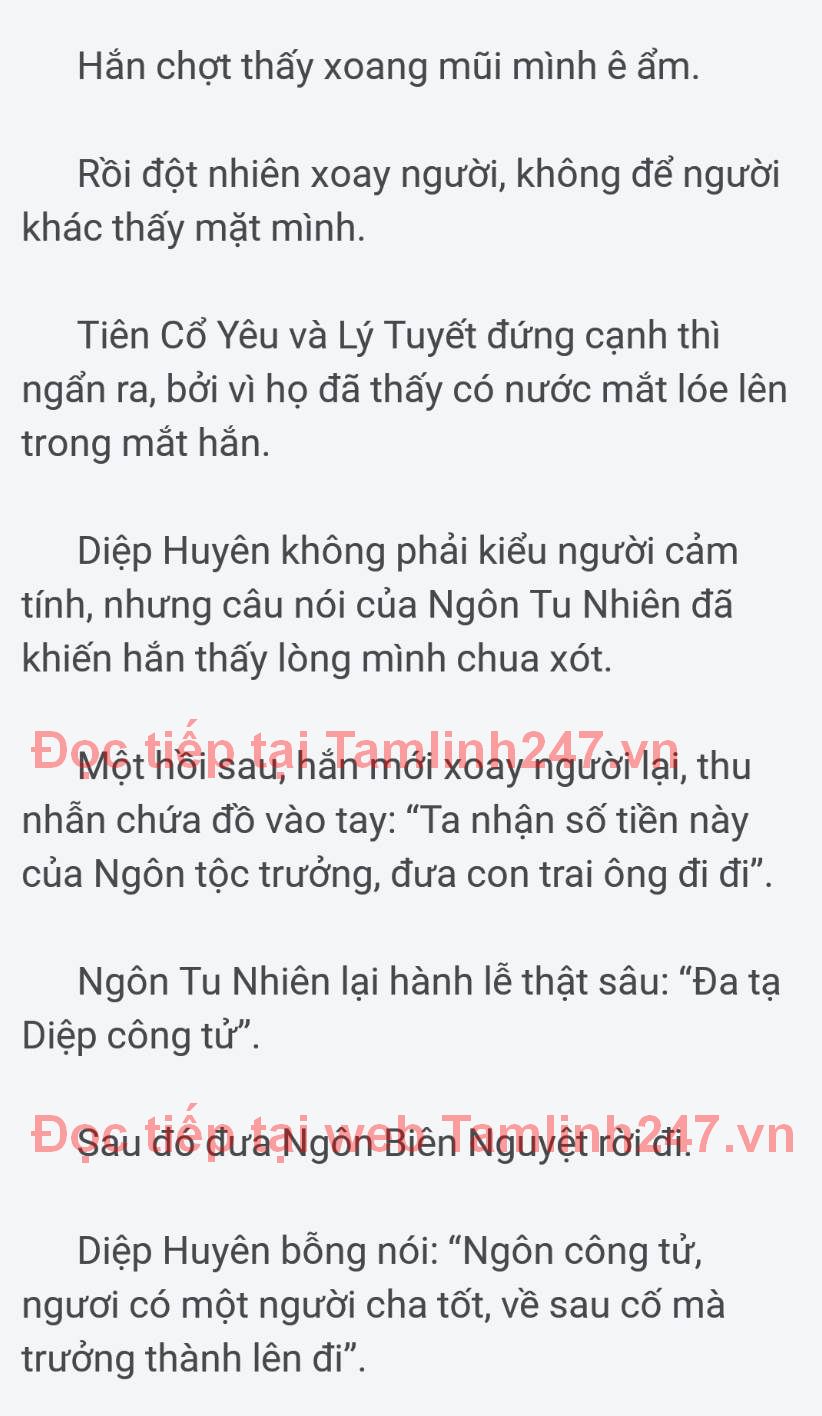 Hắn chợt thấy xoang mũi mình ê ẩm.
Rồi đột nhiên xoay người, không để người
khác thấy mặt mình.
Tiên Cổ Yêu và Lý Tuyết đứng cạnh thì
ngẩn ra, bởi vì họ đã thấy có nước mắt lóe lên
trong mắt hắn.
Diệp Huyên không phải kiểu người cảm
tính, nhưng câu nói của Ngôn Tu Nhiên đã
khiến hắn thấy lòng mình chua xót.
Đọc tiếp tại Tamlinh247.vn
Một hồi sau, hắn mới xoay người lại, thu
nhẫn chứa đồ vào tay: “Ta nhận số tiền này
của Ngôn tộc trưởng, đưa con trai ông đi đi”.
Ngôn Tu Nhiên lại hành lễ thật sâu: “Đa tạ
Diệp công tử”.
Đọc tiếp tại web Tamlinh247.vn
Sau đó đưa Ngôn Biên Nguyệt rời đi.
Diệp Huyên bỗng nói: “Ngôn công tử,
ngươi có một người cha tốt, về sau cố mà
trưởng thành lên đi”.